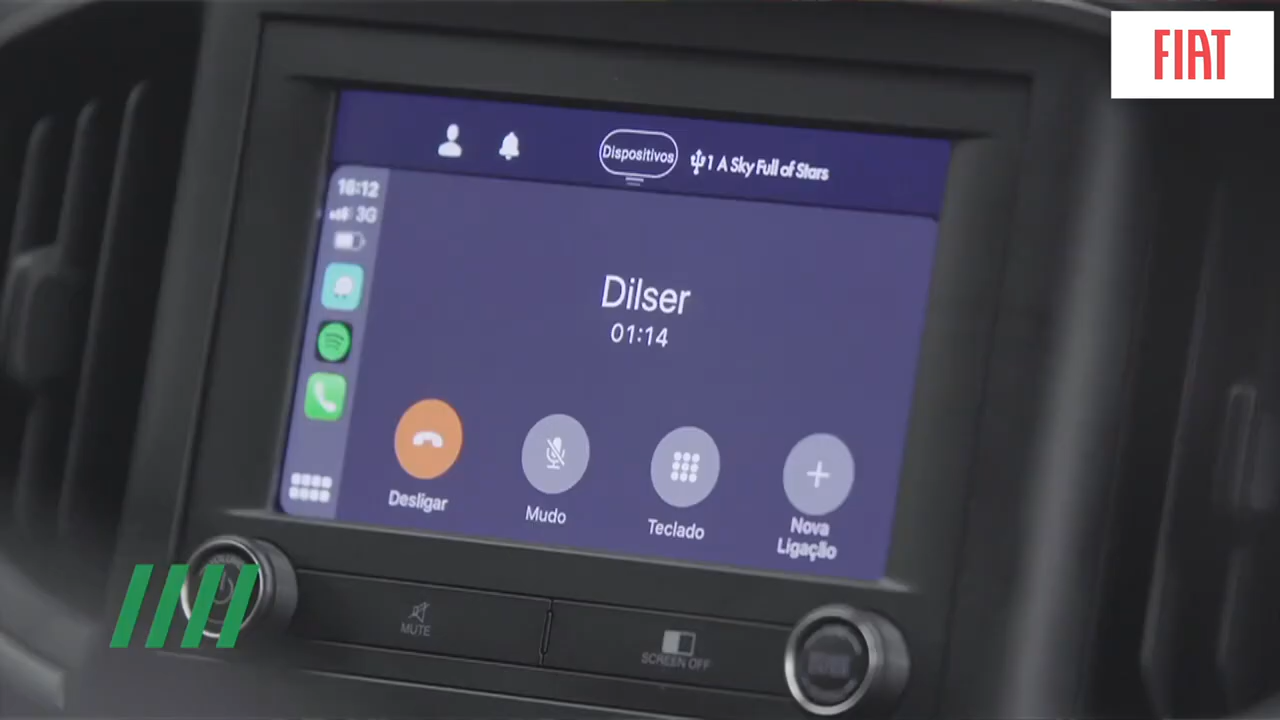 FIAT
Dispositivos
1 A Sky Full of Stars
16:12
3G
Dilser
01:14
Desligar
Mudo
Teclado
Nova
Ligação
MUTE
SCREEN OFF